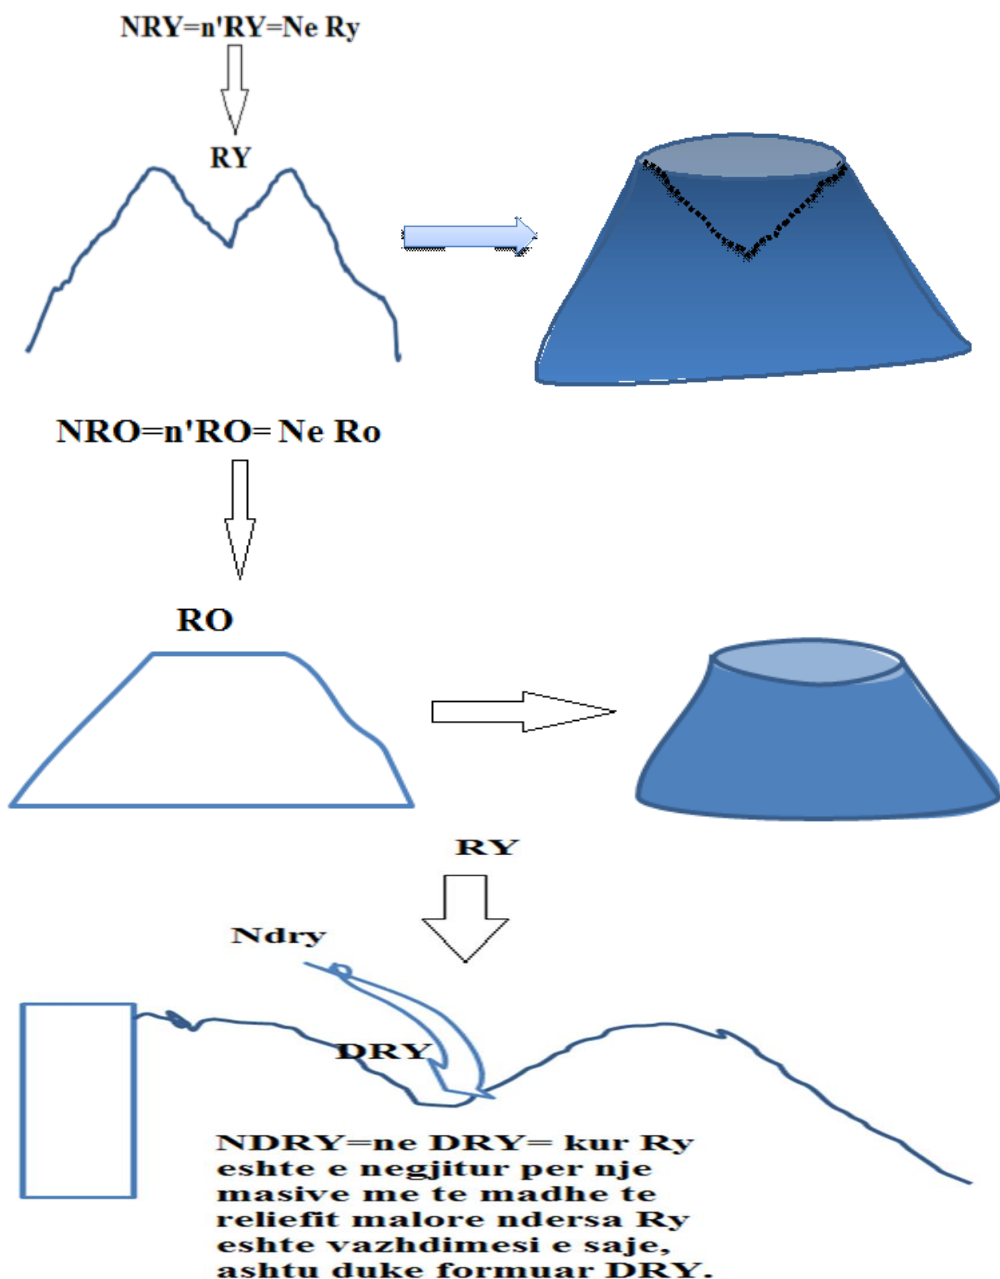 NRY=n'RY=Ne Ry
RY
NRO=n'RO= Ne Ro
RO
RY
Ndry
DRY
NDRY=ne DRY= kur Ry
eshte e negjitur per nje
masive me te madhe te
reliefit malore ndersa Ry
eshte vazhdimesi e saje,
ashtu duke formuar DRY.